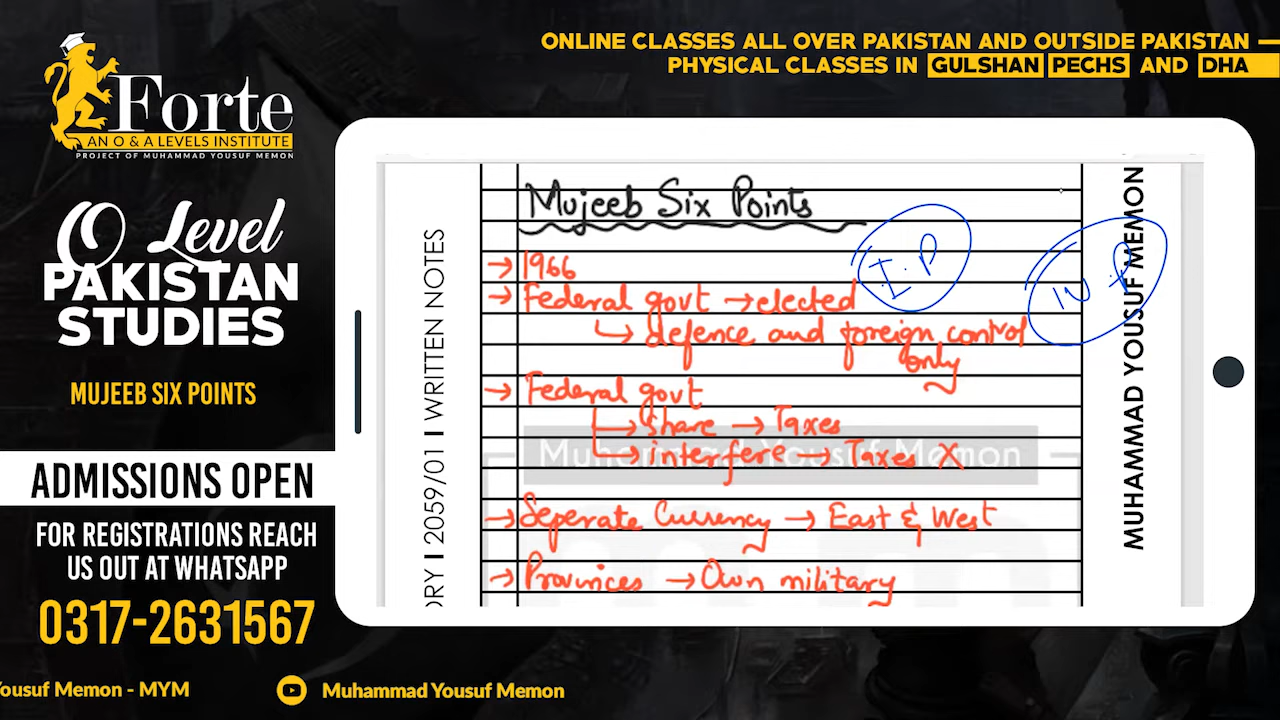 ONLINE CLASSES ALL OVER PAKISTAN AND OUTSIDE PAKISTAN
PHYSICAL CLASSES IN GULSHAN PECHS AND DHA
Forte
AN O & A LEVELS INSTITUTE
PROJECT OF MUHAMMAD YOUSUF MEMON
O Level
PAKISTAN
STUDIES
MUJEEB SIX POINTS
ADMISSIONS OPEN
FOR REGISTRATIONS REACH
US OUT AT WHATSAPP
0317-2631567
ousuf Memon - MYM
Muhammad Yousuf Memon
ORY I 2059/01 I WRITTEN NOTES
Mujeeb Six Points
→ 1966
→ Federal govt → elected
↳ defence and foreign control
only
→ Federal govt
↳ share → Taxes
↳ interfere → Taxes X
→ Seperate Currency → East & West
→ Provinces → Own military
I.P
Muhammad Yousuf Memon
MUHAMMAD YOUSUF MEMON